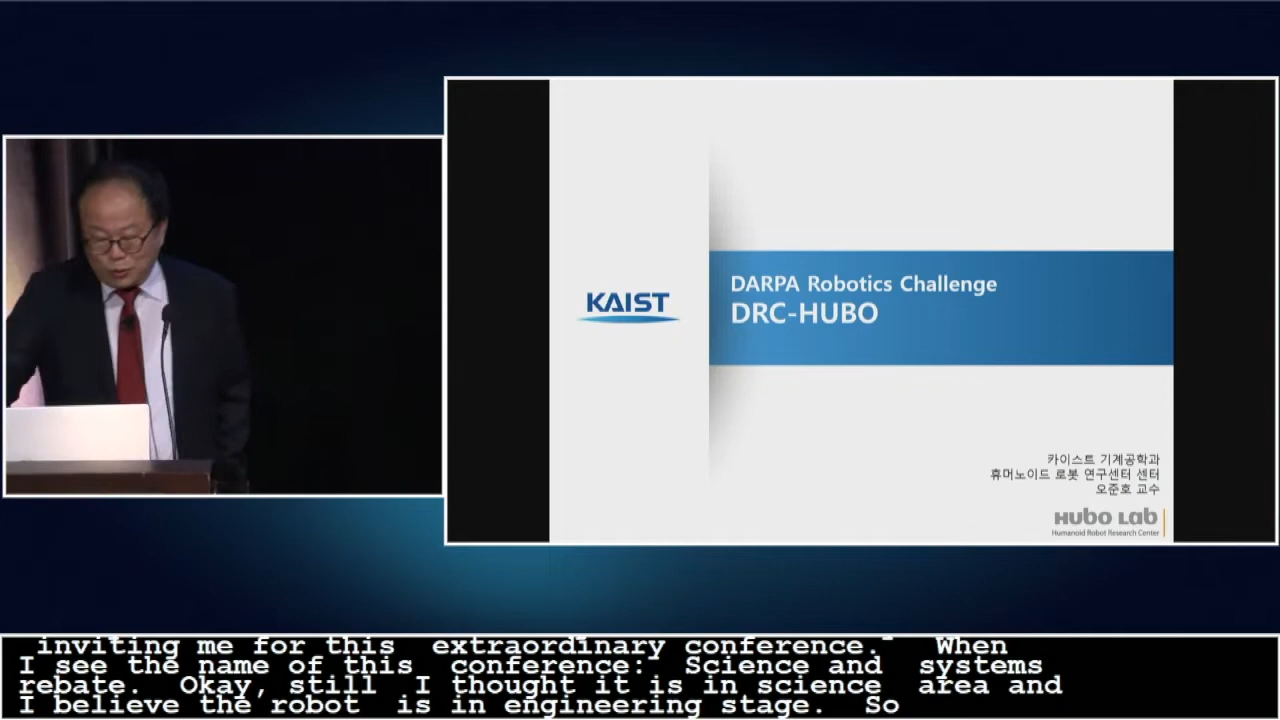 KAIST
DARPA Robotics Challenge
DRC-HUBO
카이스트 기계공학과
휴머노이드 로봇 연구센터 센터
오준호 교수
Hubo Lab
Humanoid Robot Research Center
inviting me for this extraordinary conference." When
I see the name of this conference: Science and systems
rebate. Okay, still I thought it is in science area and
I believe the robot is in engineering stage. So